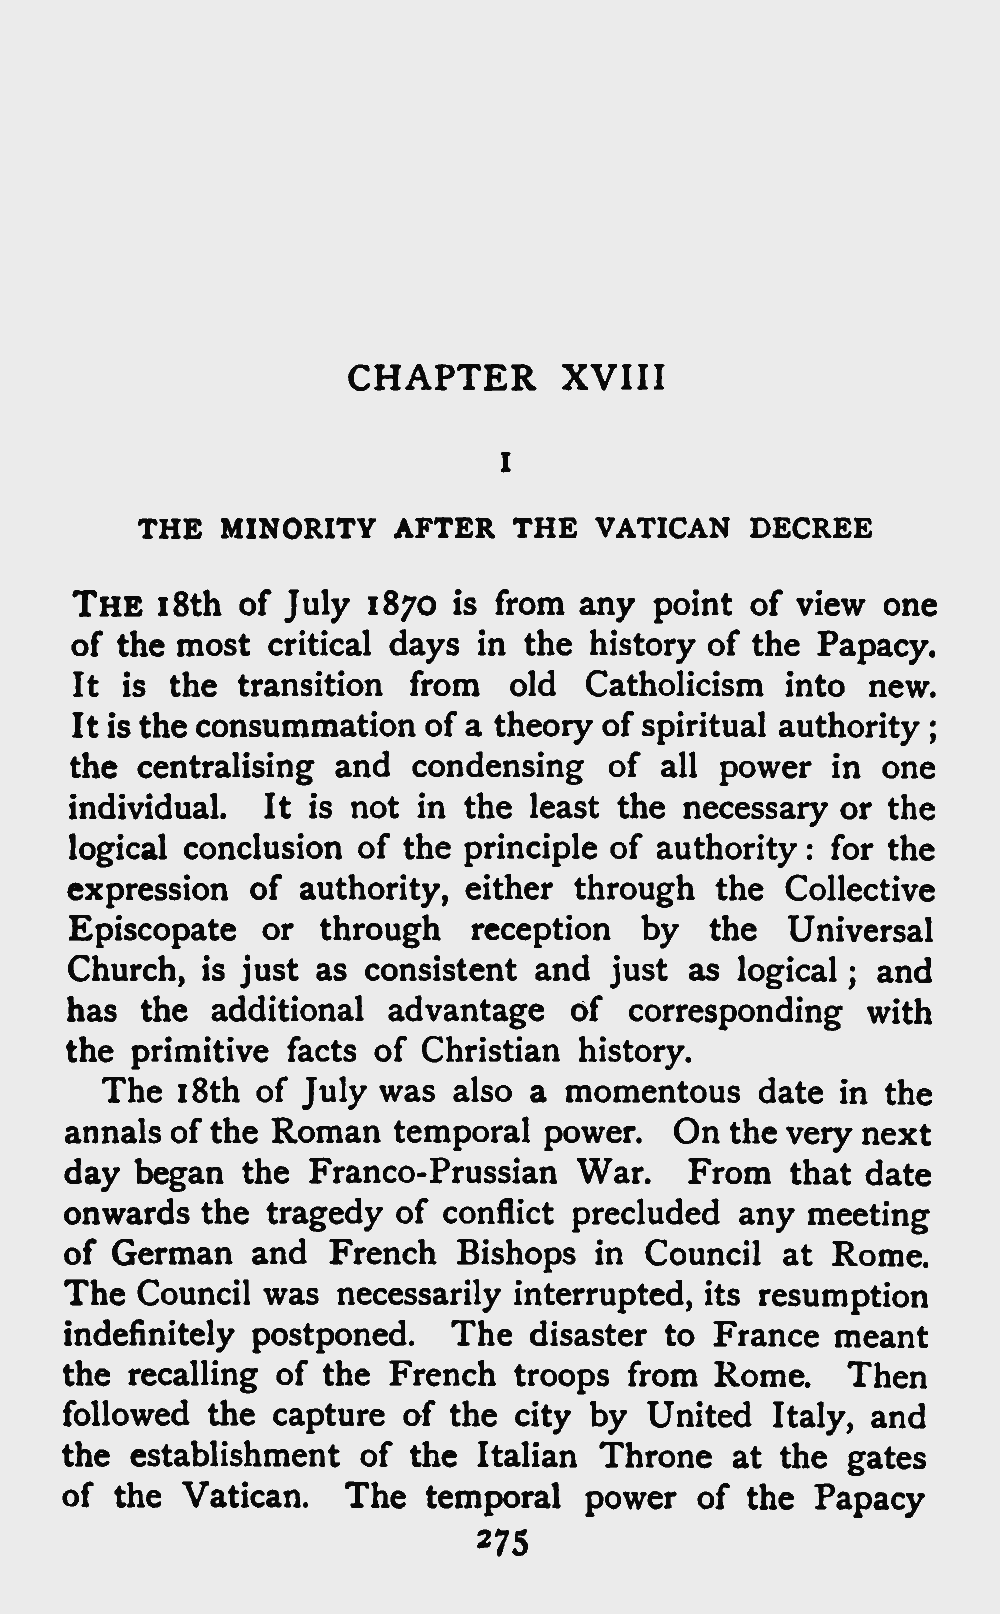 CHAPTER XVIII
I
THE MINORITY AFTER THE VATICAN DECREE
THE 18th of July 1870 is from any point of view one
of the most critical days in the history of the Papacy.
It is the transition from old Catholicism into new.
It is the consummation of a theory of spiritual authority ;
the centralising and condensing of all power in one
individual. It is not in the least the necessary or the
logical conclusion of the principle of authority : for the
expression of authority, either through the Collective
Episcopate or through reception by the Universal
Church, is just as consistent and just as logical ; and
has the additional advantage of corresponding with
the primitive facts of Christian history.
The 18th of July was also a momentous date in the
annals of the Roman temporal power. On the very next
day began the Franco-Prussian War. From that date
onwards the tragedy of conflict precluded any meeting
of German and French Bishops in Council at Rome.
The Council was necessarily interrupted, its resumption
indefinitely postponed. The disaster to France meant
the recalling of the French troops from Rome. Then
followed the capture of the city by United Italy, and
the establishment of the Italian Throne at the gates
of the Vatican. The temporal power of the Papacy
275